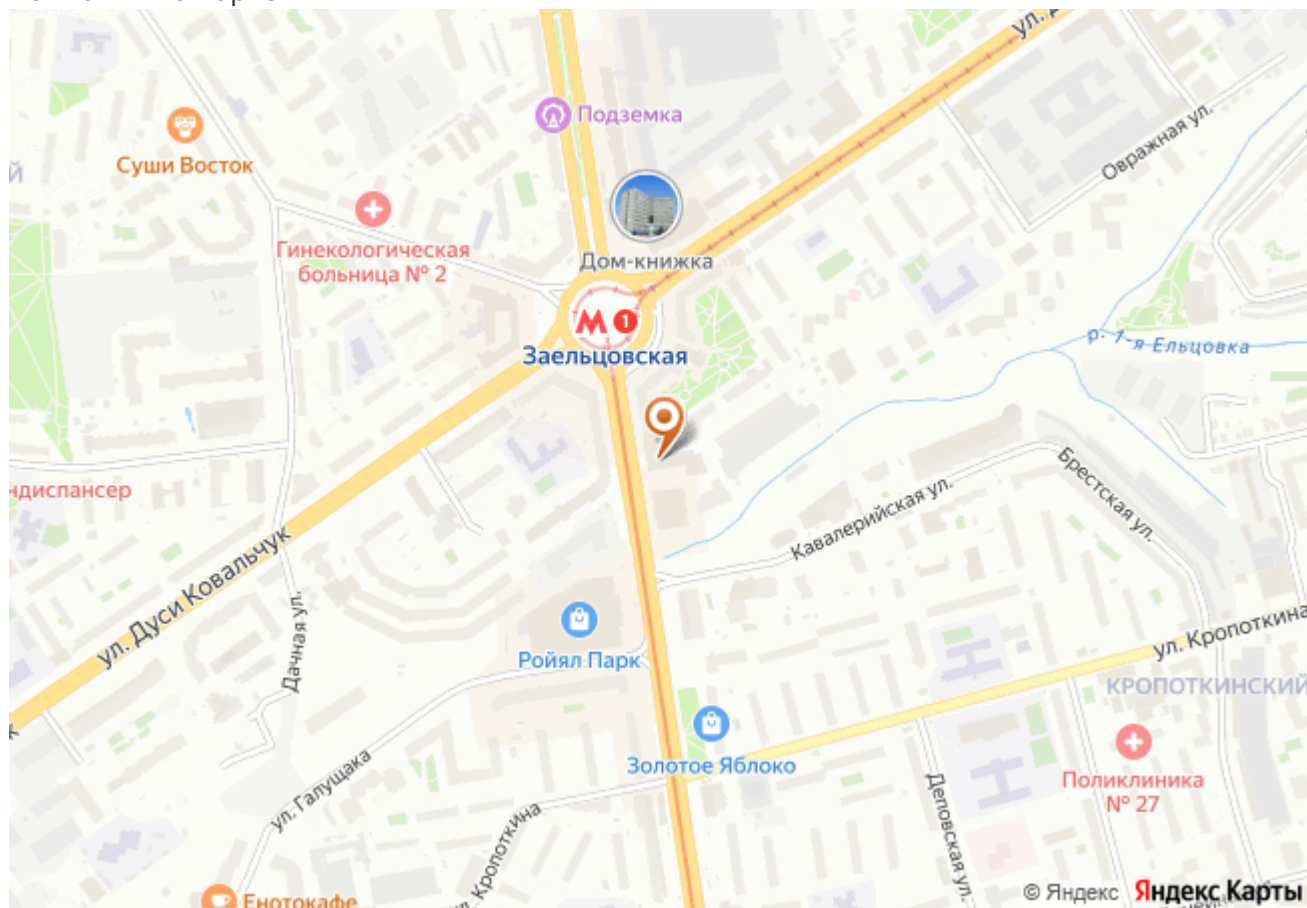 ул. Д
Подземка
Суши Восток
Овражная ул.
Й
Гинекологическая
больница № 2
Дом-книжка
М 1
Заельцовская
р. 1-я Ельцовка
ндиспансер
Брестская ул.
Кавалерийская ул.
ул. Дуси Ковальчук
Дачная ул.
Ройял Парк
ул. Кропоткина
КРОПОТКИНСКИЙ
к
Золотое Яблоко
Поликлиника
№ 27
ул. Галущака
Деповская ул.
ул. Кропоткина
Енотокафе
© Яндекс Яндекс Карты